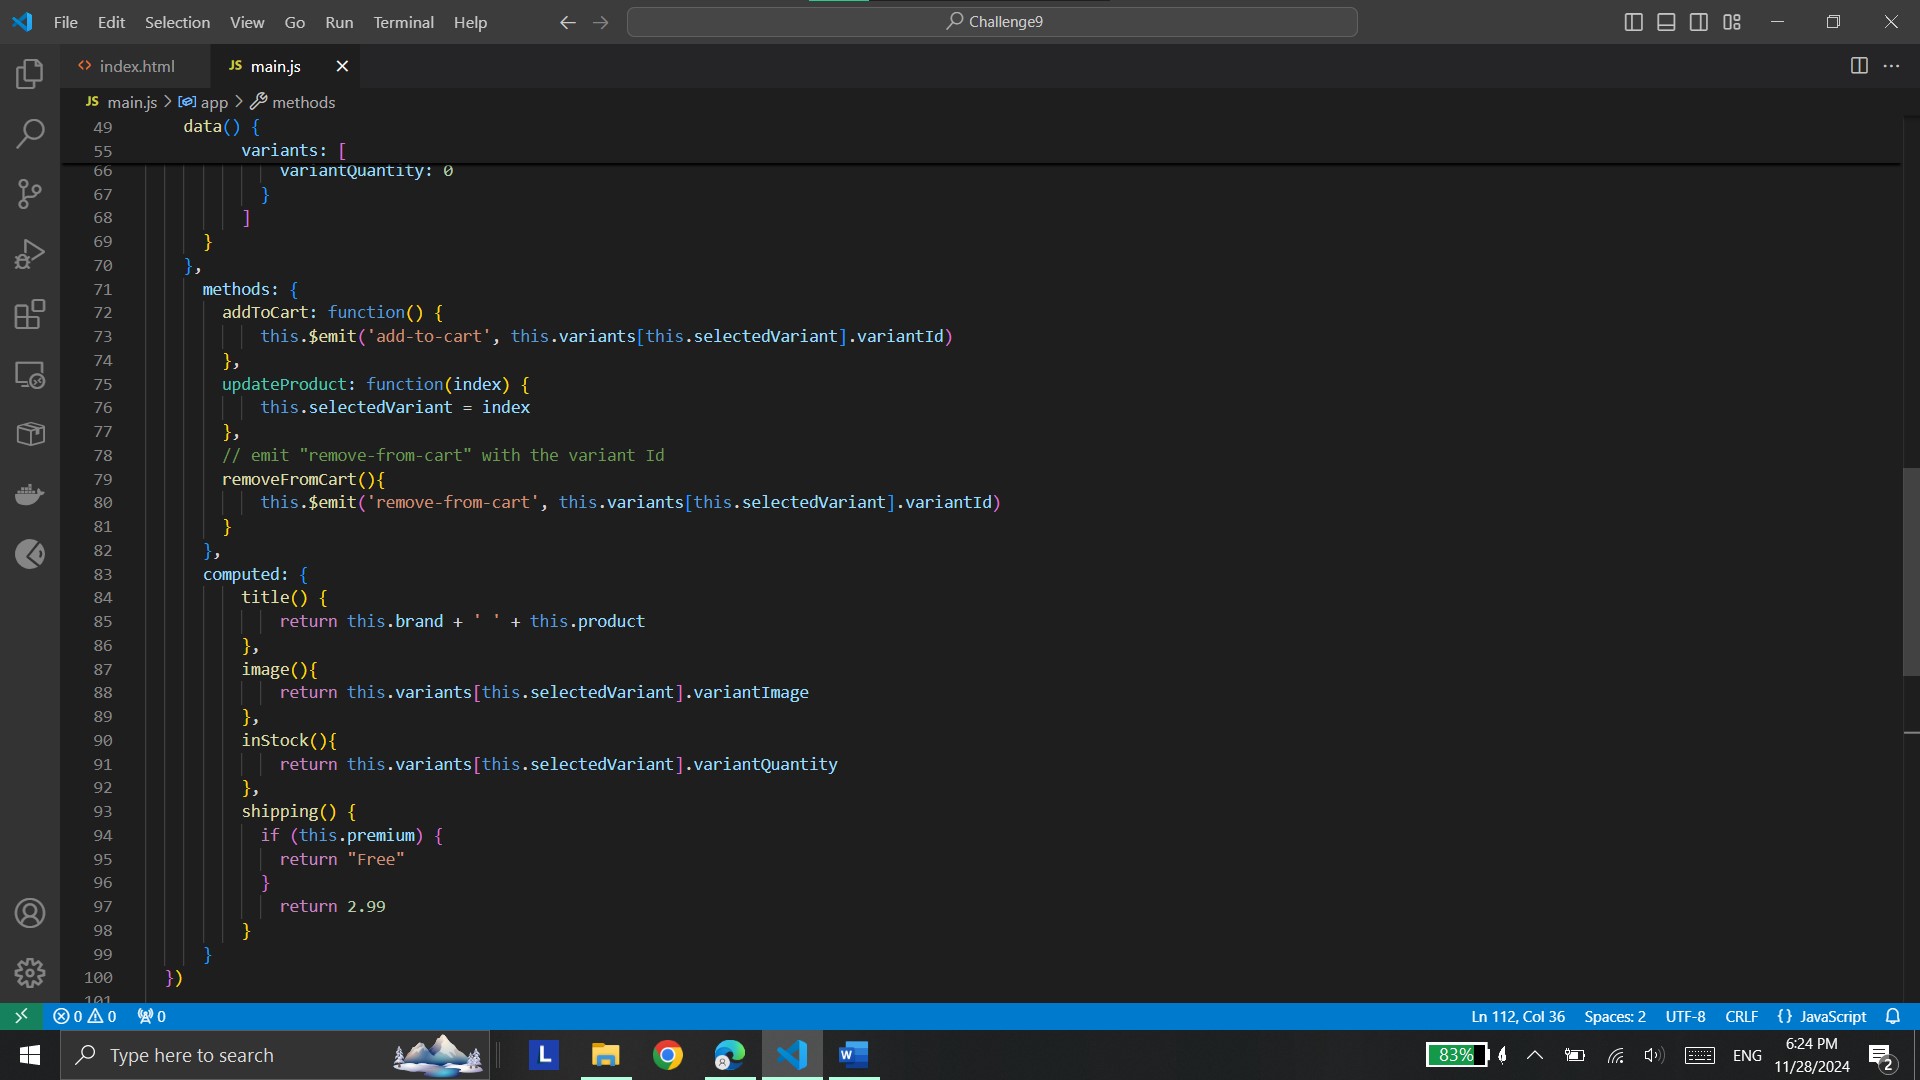 File Edit Selection View Go Run Terminal Help
Challenge9
index.html
JS main.js
JS main.js > app > methods
49 data() {
55 variants: [
66 variantQuantity: 0
67 }
68 ]
69 }
70 },
71 methods: {
72 addToCart: function() {
73 this.$emit('add-to-cart', this.variants[this.selectedVariant].variantId)
74 },
75 updateProduct: function(index) {
76 this.selectedVariant = index
77 },
78 // emit "remove-from-cart" with the variant Id
79 removeFromCart(){
80 this.$emit('remove-from-cart', this.variants[this.selectedVariant].variantId)
81 }
82 },
83 computed: {
84 title() {
85 return this.brand + ' ' + this.product
86 },
87 image(){
88 return this.variants[this.selectedVariant].variantImage
89 },
90 inStock(){
91 return this.variants[this.selectedVariant].variantQuantity
92 },
93 shipping() {
94 if (this.premium) {
95 return "Free"
96 }
97 return 2.99
98 }
99 }
100 })
101
0 0 0 Ln 112, Col 36 Spaces: 2 UTF-8 CRLF {} JavaScript
Type here to search
L
W
83%
ENG
6:24 PM
11/28/2024
2